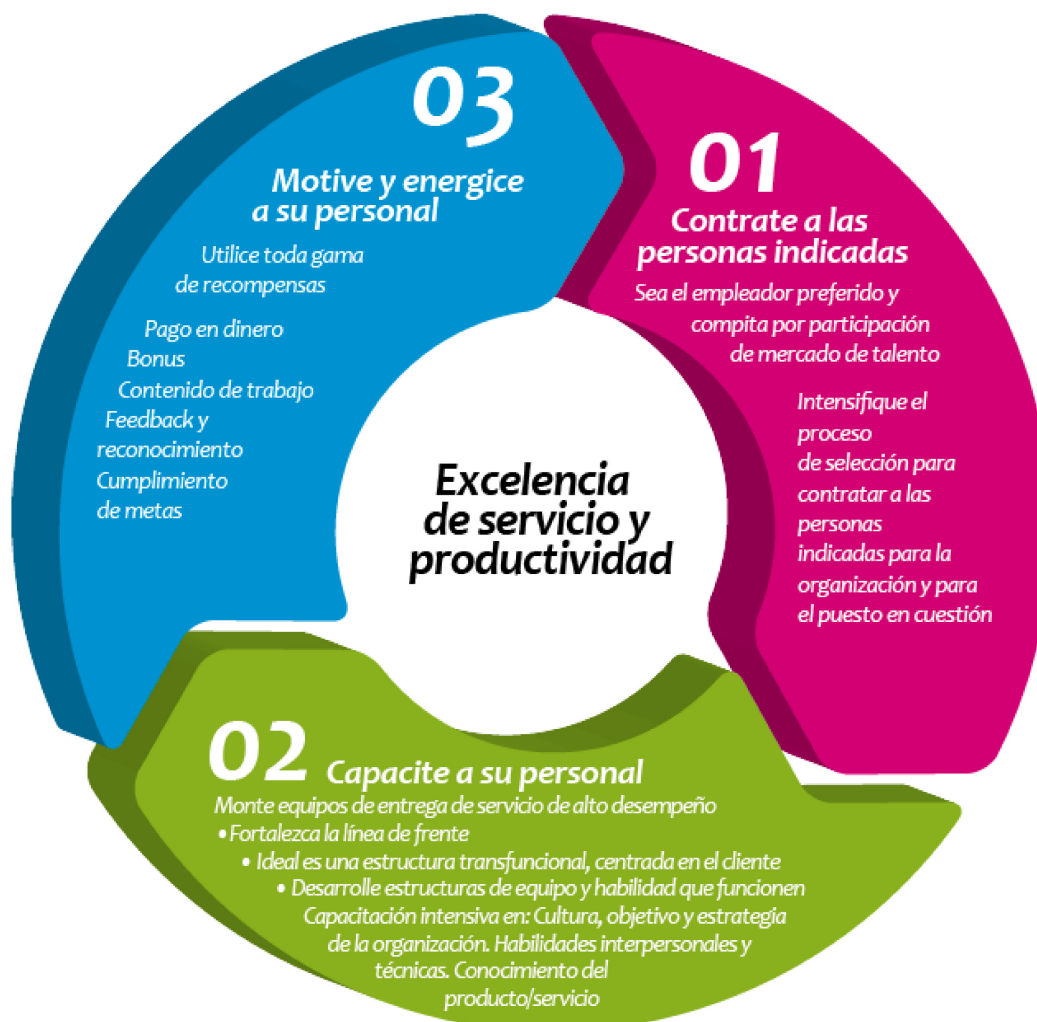 01
Contrate a las
personas indicadas
Sea el empleador preferido y
compita por participación
de mercado de talento
Intensifique el
proceso
de selección para
contratar a las
personas
indicadas para la
organización y para
el puesto en cuestión
02 Capacite a su personal
Monte equipos de entrega de servicio de alto desempeño
• Fortalezca la línea de frente
• Ideal es una estructura transfuncional, centrada en el cliente
• Desarrolle estructuras de equipo y habilidad que funcionen
Capacitación intensiva en: Cultura, objetivo y estrategia
de la organización. Habilidades interpersonales y
técnicas. Conocimiento del
producto/servicio
03
Motive y energice
a su personal
Utilice toda gama
de recompensas
Pago en dinero
Bonus
Contenido de trabajo
Feedback y
reconocimiento
Cumplimiento
de metas
Excelencia
de servicio y
productividad